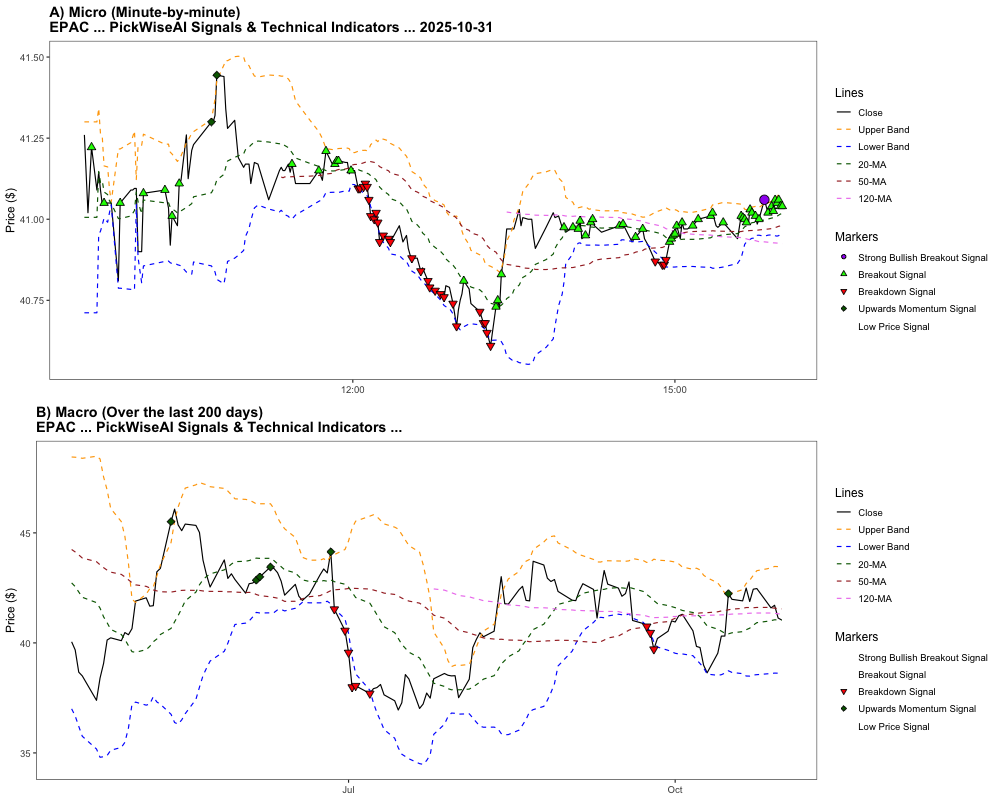 A) Micro (Minute-by-minute)
EPAC ... PickWiseAI Signals & Technical Indicators ... 2025-10-31
41.50
41.25
41.00
40.75
Price ($)
12:00
15:00
Lines
Close
Upper Band
Lower Band
20-MA
50-MA
120-MA
Markers
Strong Bullish Breakout Signal
Breakout Signal
Breakdown Signal
Upwards Momentum Signal
Low Price Signal
B) Macro (Over the last 200 days)
EPAC ... PickWiseAI Signals & Technical Indicators ...
45
40
35
Price ($)
Jul
Oct
Lines
Close
Upper Band
Lower Band
20-MA
50-MA
120-MA
Markers
Strong Bullish Breakout Signal
Breakout Signal
Breakdown Signal
Upwards Momentum Signal
Low Price Signal